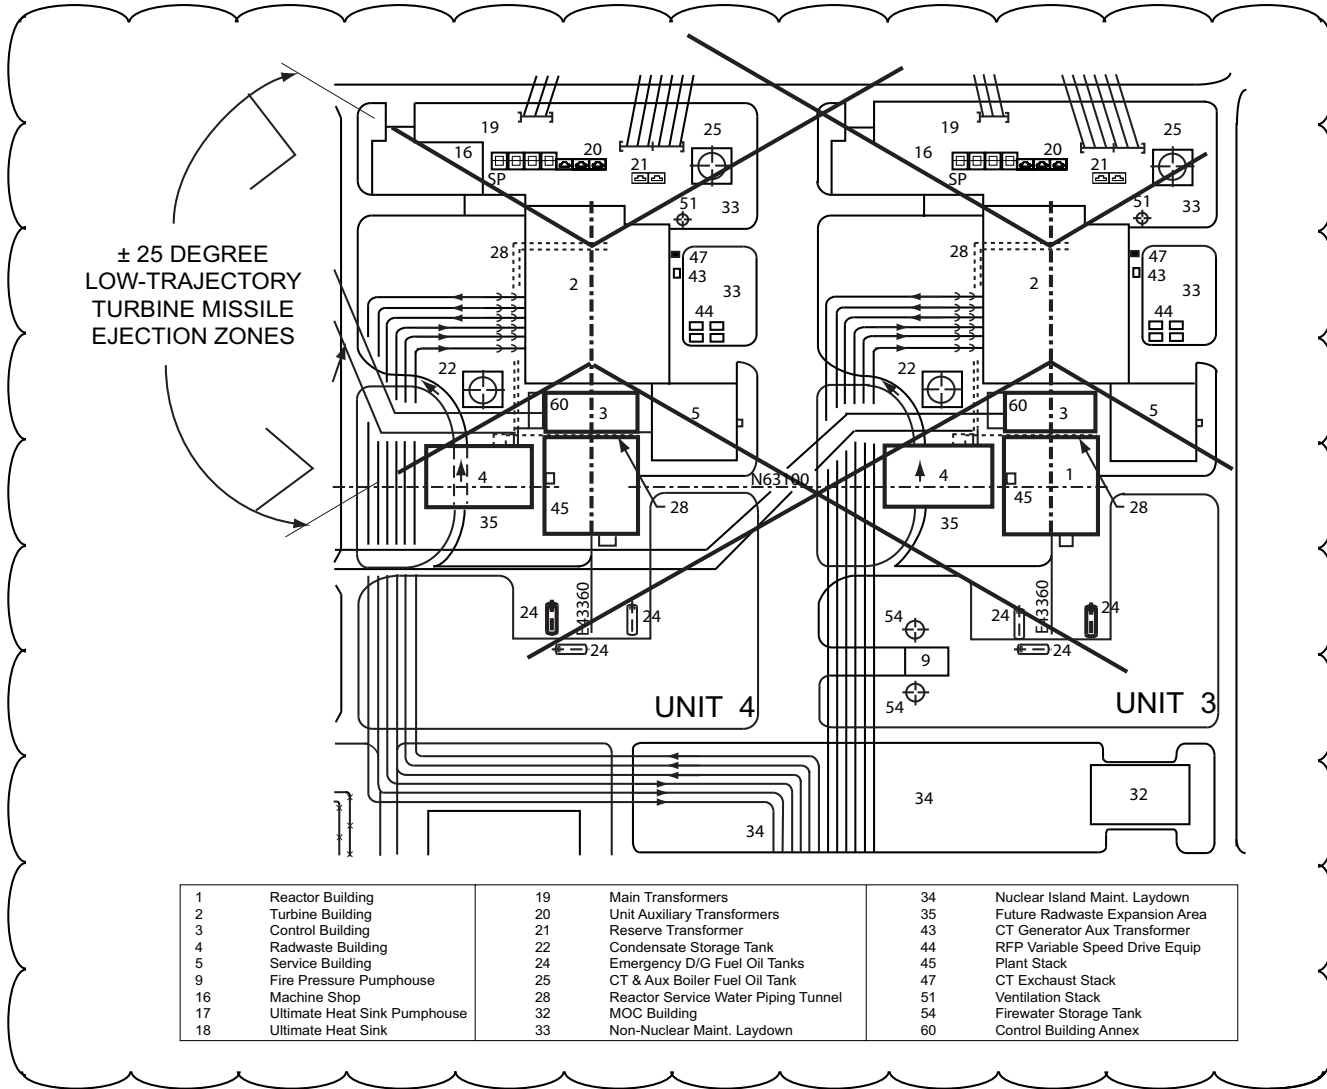 19
20
25
16
21
SP
51
33
19
20
25
16
21
SP
51
33
± 25 DEGREE
LOW-TRAJECTORY
TURBINE MISSILE
EJECTION ZONES
28
2
47
43
33
44
28
2
47
43
33
44
22
60
3
5
22
60
3
5
4
45
35
28
N63100
4
45
1
35
28
24
E43360
24
24
UNIT 4
54
9
54
24
E43360
24
24
UNIT 3
34
34
32
1 Reactor Building
2 Turbine Building
3 Control Building
4 Radwaste Building
5 Service Building
9 Fire Pressure Pumphouse
16 Machine Shop
17 Ultimate Heat Sink Pumphouse
18 Ultimate Heat Sink
19 Main Transformers
20 Unit Auxiliary Transformers
21 Reserve Transformer
22 Condensate Storage Tank
24 Emergency D/G Fuel Oil Tanks
25 CT & Aux Boiler Fuel Oil Tank
28 Reactor Service Water Piping Tunnel
32 MOC Building
33 Non-Nuclear Maint. Laydown
34 Nuclear Island Maint. Laydown
35 Future Radwaste Expansion Area
43 CT Generator Aux Transformer
44 RFP Variable Speed Drive Equip
45 Plant Stack
47 CT Exhaust Stack
51 Ventilation Stack
54 Firewater Storage Tank
60 Control Building Annex